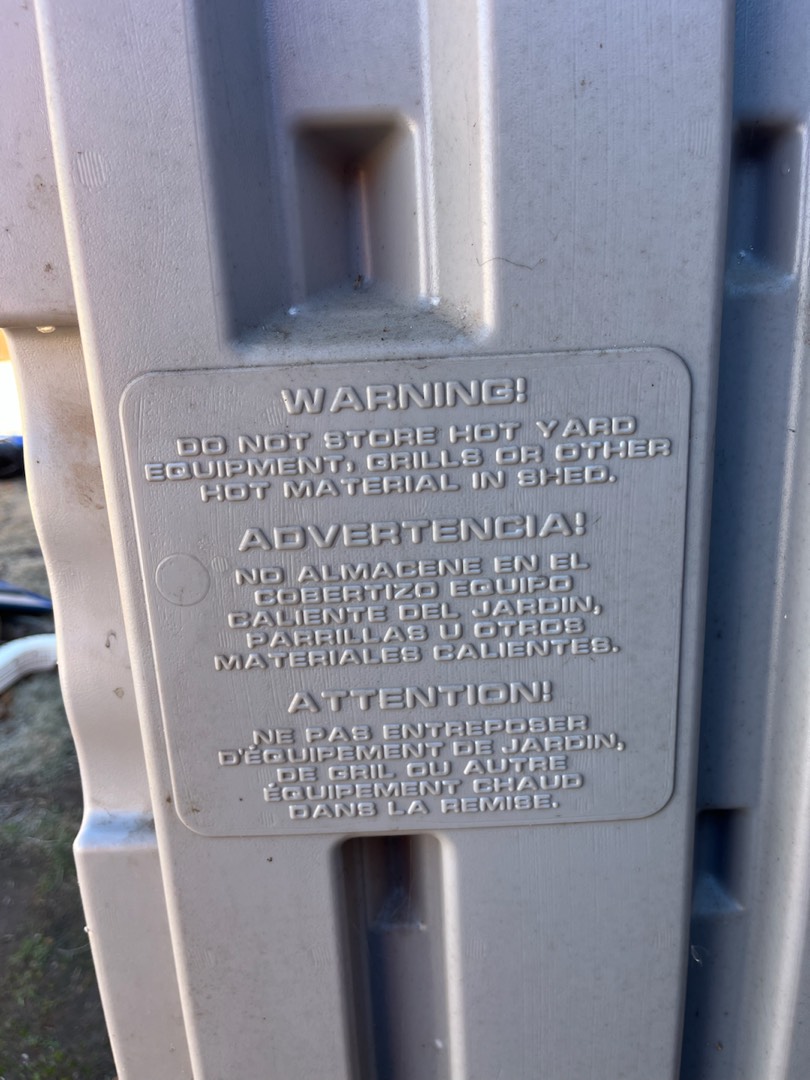 WARNING!
DO NOT STORE HOT YARD
EQUIPMENT, GRILLS OR OTHER
HOT MATERIAL IN SHED.
ADVERTENCIA!
NO ALMACENE EN EL
COBERTIZO EQUIPO
CALIENTE DEL JARDIN,
PARRILLAS U OTROS
MATERIALES CALIENTES.
ATTENTION!
NE PAS ENTREPOSER
D'ÉQUIPEMENT DE JARDIN,
DE GRIL OU AUTRE
ÉQUIPEMENT CHAUD
DANS LA REMISE.